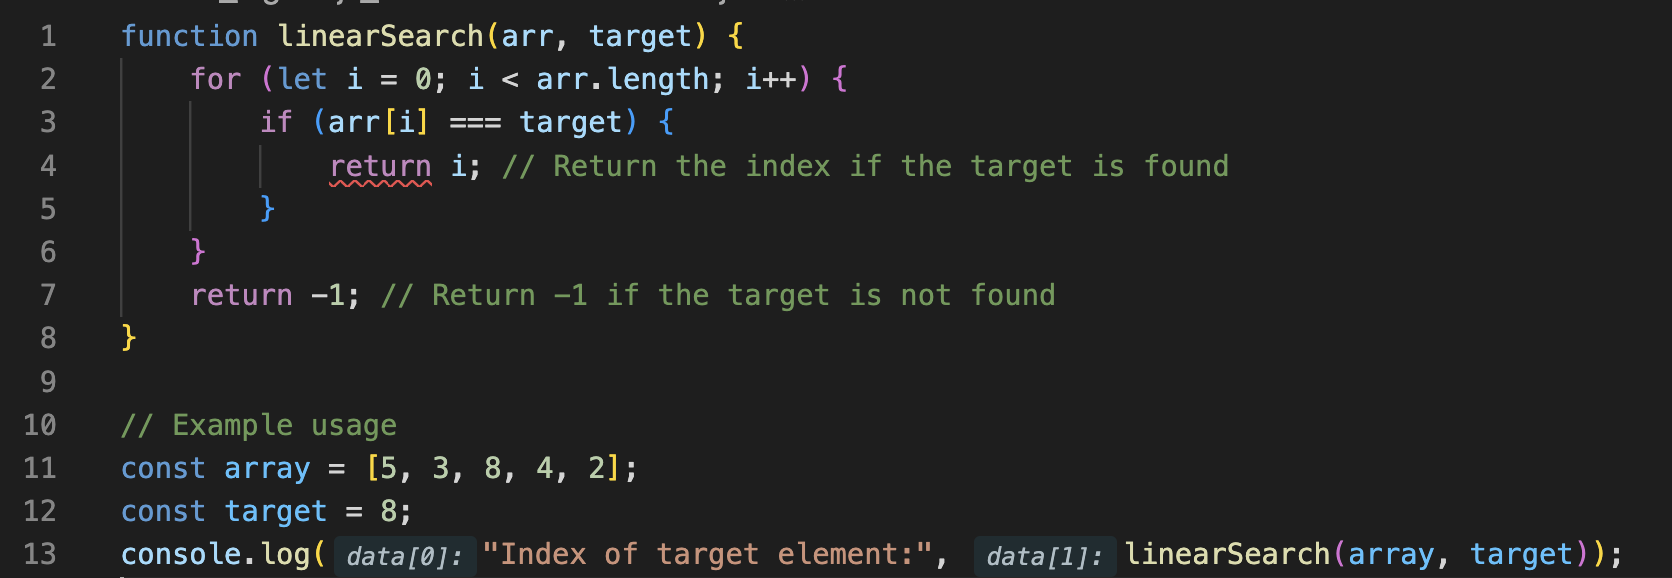 1 function linearSearch(arr, target) {
2     for (let i = 0; i < arr.length; i++) {
3         if (arr[i] === target) {
4             return i; // Return the index if the target is found
5         }
6     }
7     return -1; // Return -1 if the target is not found
8 }
9
10 // Example usage
11 const array = [5, 3, 8, 4, 2];
12 const target = 8;
13 console.log( data[0]: "Index of target element:", data[1]: linearSearch(array, target));